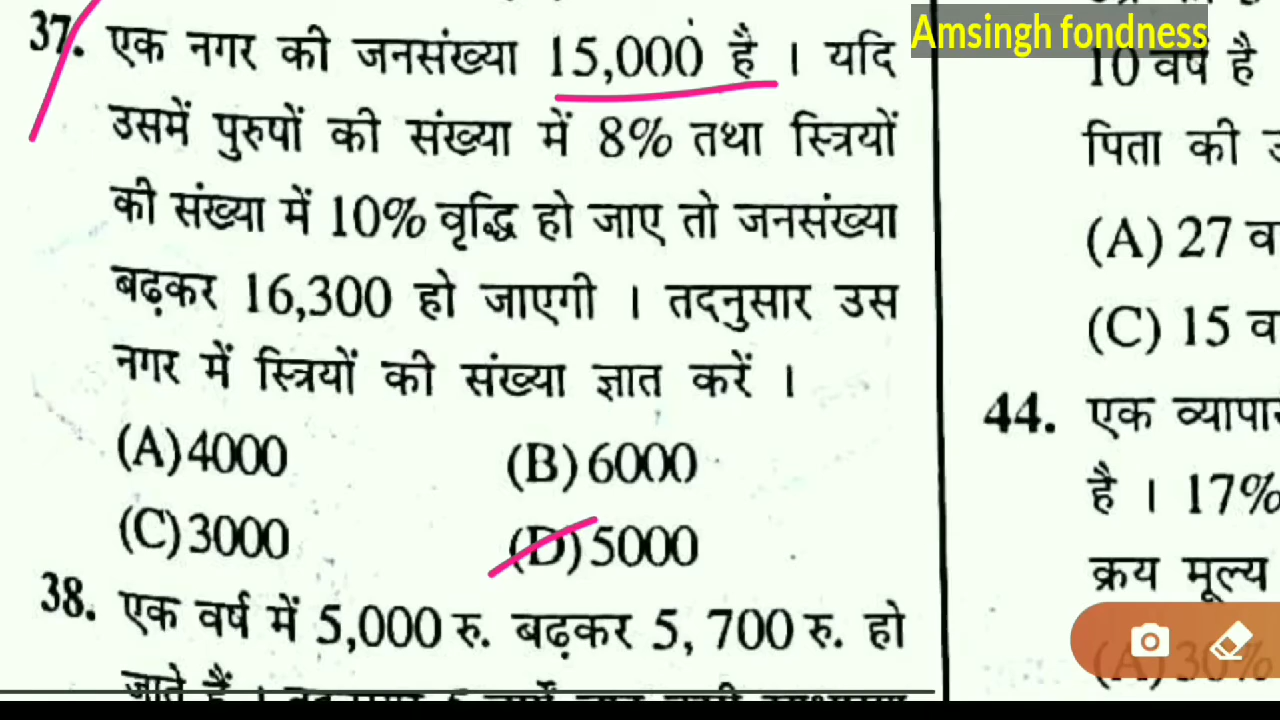 37. एक नगर की जनसंख्या 15,000 है । यदि
उसमें पुरुषों की संख्या में 8% तथा स्त्रियों
की संख्या में 10% वृद्धि हो जाए तो जनसंख्या
बढ़कर 16,300 हो जाएगी । तदनुसार उस
नगर में स्त्रियों की संख्या ज्ञात करें ।
(A) 4000 (B) 6000
(C) 3000 (D) 5000
38. एक वर्ष में 5,000 रु. बढ़कर 5,700 रु. हो
जाते हैं ।
Amsingh fondness
10 वर्ष है
पिता की
(A) 27 व
(C) 15 व
44. एक व्यापार
है । 17%
क्रय मूल्य
(A) 30%